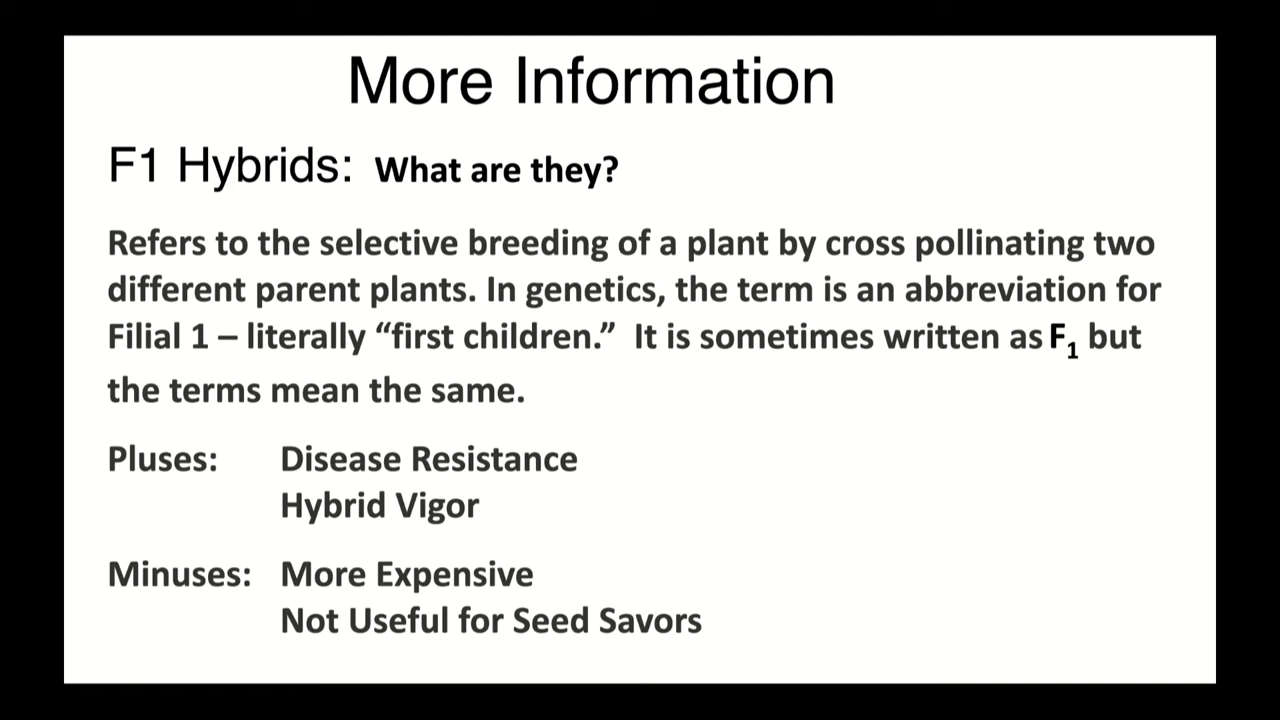 More Information
F1 Hybrids: What are they?
Refers to the selective breeding of a plant by cross pollinating two
different parent plants. In genetics, the term is an abbreviation for
Filial 1 – literally “first children.” It is sometimes written as F₁ but
the terms mean the same.
Pluses: Disease Resistance
Hybrid Vigor
Minuses: More Expensive
Not Useful for Seed Savors